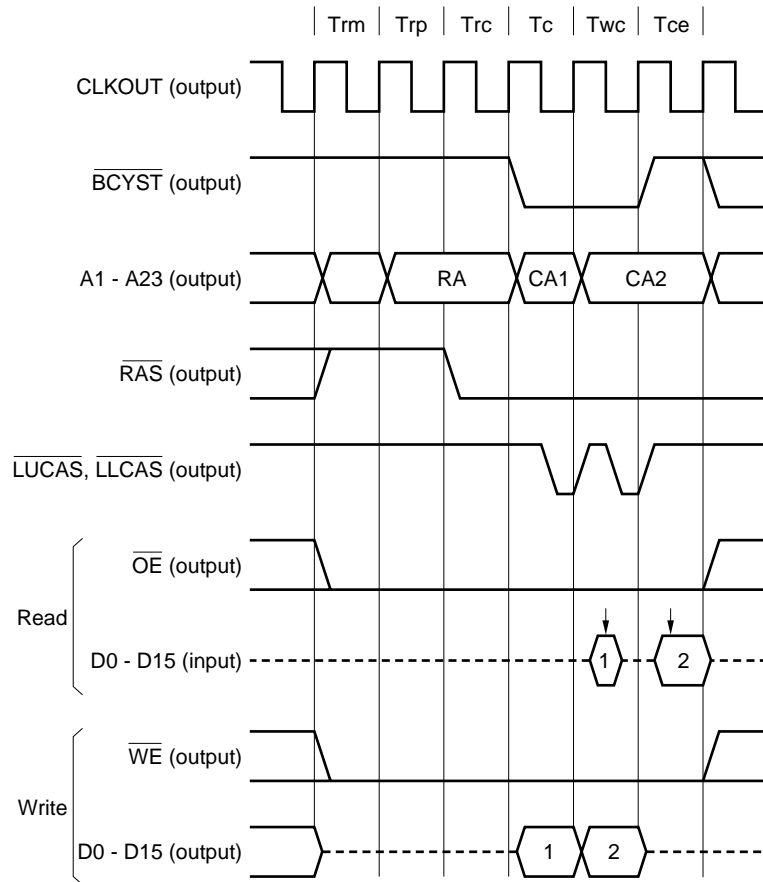 Trm Trp Trc Tc Twc Tce
CLKOUT (output)
BCYST (output)
A1 - A23 (output) RA CA1 CA2
RAS (output)
LUCAS, LLCAS (output)
OE (output)
Read
D0 - D15 (input) 1 2
WE (output)
Write
D0 - D15 (output) 1 2